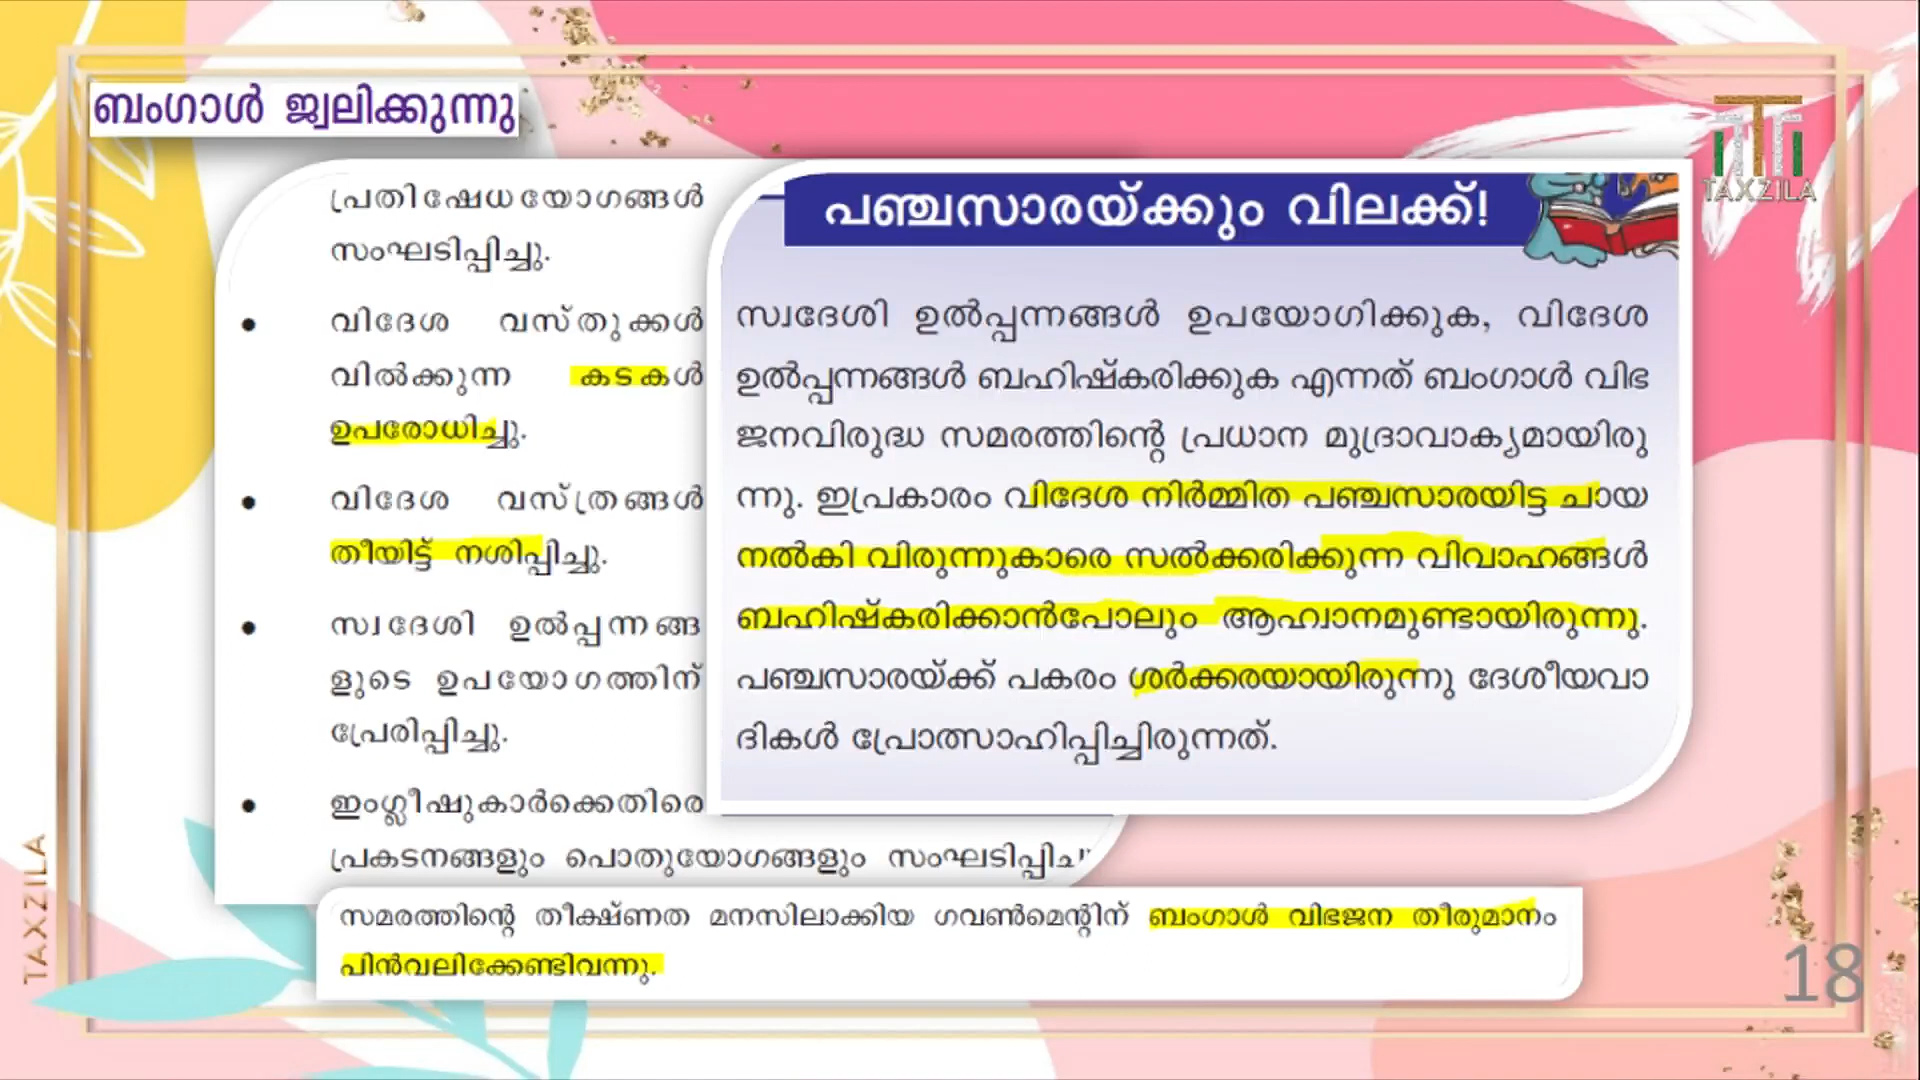 ബംഗാൾ ജ്വലിക്കുന്നു
TAXZILA
പ്രതിഷേധയോഗങ്ങൾ
സംഘടിപ്പിച്ചു.
• വിദേശ വസ്തുക്കൾ
വിൽക്കുന്ന കടകൾ
ഉപരോധിച്ചു.
• വിദേശ വസ്ത്രങ്ങൾ
തീയിട്ട് നശിപ്പിച്ചു.
• സ്വദേശി ഉൽപ്പന്നങ്ങ
ളുടെ ഉപയോഗത്തിന്
പ്രേരിപ്പിച്ചു.
• ഇംഗ്ലീഷുകാർക്കെതിരെ
പ്രകടനങ്ങളും പൊതുയോഗങ്ങളും
പഞ്ചസാരയ്ക്കും വിലക്ക്!
സ്വദേശി ഉൽപ്പന്നങ്ങൾ ഉപയോഗിക്കുക, വിദേശ
ഉൽപ്പന്നങ്ങൾ ബഹിഷ്കരിക്കുക എന്നത് ബംഗാൾ വിഭ
ജനവിരുദ്ധ സമരത്തിന്റെ പ്രധാന മുദ്രാവാക്യമായിരു
ന്നു. ഇപ്രകാരം വിദേശ നിർമ്മിത പഞ്ചസാരയിട്ട ചായ
നൽകി വിരുന്നുകാരെ സൽക്കരിക്കുന്ന വിവാഹങ്ങൾ
ബഹിഷ്കരിക്കാൻപോലും ആഹ്വാനമുണ്ടായിരുന്നു.
പഞ്ചസാരയ്ക്ക് പകരം ശർക്കരയായിരുന്നു ദേശീയവാ
ദികൾ പ്രോത്സാഹിപ്പിച്ചിരുന്നത്.
സമരത്തിന്റെ തീക്ഷ്ണത മനസിലാക്കിയ ഗവൺമെന്റിന് ബംഗാൾ വിഭജന തീരുമാനം
പിൻവലിക്കേണ്ടിവന്നു.
TAXZILA
18